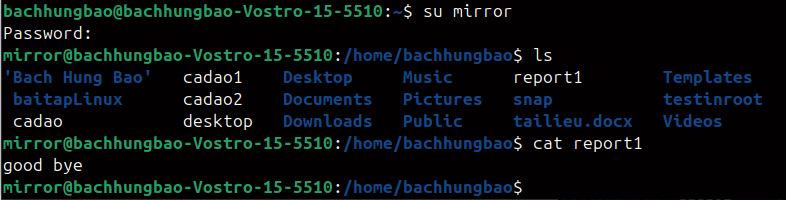 bachhungbao@bachhungbao-Vostro-15-5510:~$ su mirror
Password:
mirror@bachhungbao-Vostro-15-5510:/home/bachhungbao$ ls
'Bach Hung Bao'   cadao1    Desktop     Music      report1        Templates
 baitapLinux      cadao2    Documents   Pictures   snap           testinroot
 cadao            desktop   Downloads   Public     tailieu.docx   Videos
mirror@bachhungbao-Vostro-15-5510:/home/bachhungbao$ cat report1
good bye
mirror@bachhungbao-Vostro-15-5510:/home/bachhungbao$